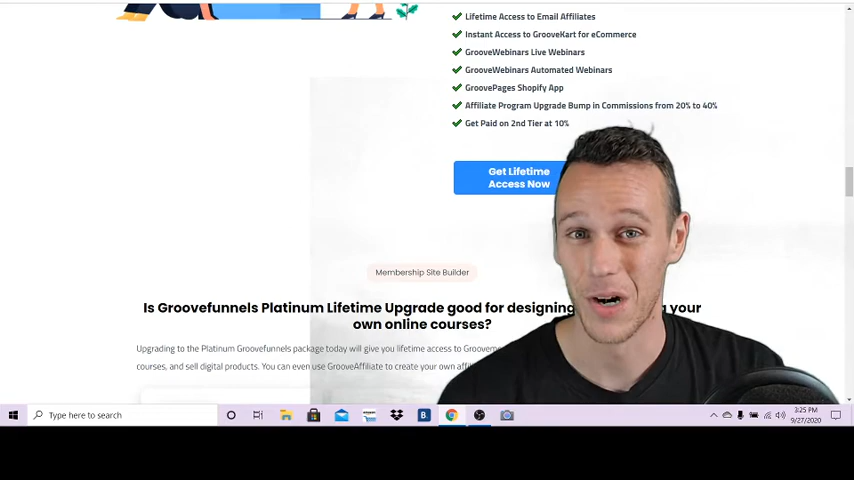 Lifetime Access to Email Affiliates
Instant Access to GrooveKart for eCommerce
GrooveWebinars Live Webinars
GrooveWebinars Automated Webinars
GroovePages Shopify App
Affiliate Program Upgrade Bump in Commissions from 20% to 40%
Get Paid on 2nd Tier at 10%
Get Lifetime
Access Now
Membership Site Builder
Is Groovefunnels Platinum Lifetime Upgrade good for designing your
own online courses?
Upgrading to the Platinum Groovefunnels package today will give you lifetime access to
courses, and sell digital products. You can even use GrooveAffiliate to create your own
Type here to search
B.
3:25 PM
9/27/2020